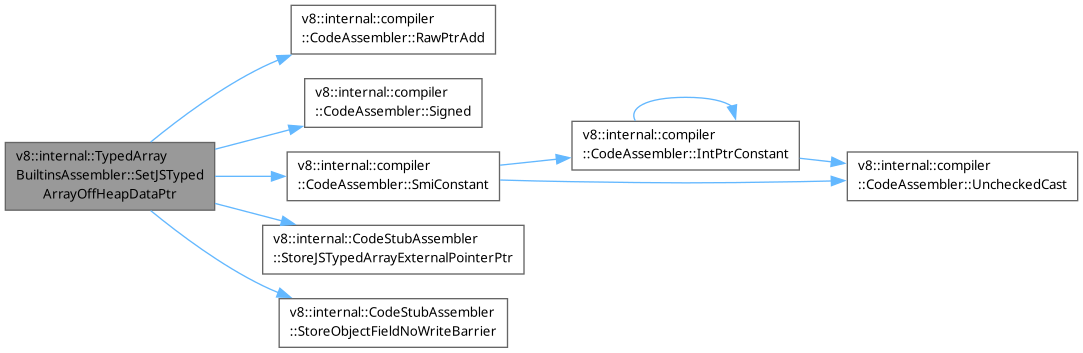 v8::internal::compiler
::CodeAssembler::RawPtrAdd
v8::internal::compiler
::CodeAssembler::Signed
v8::internal::TypedArray
BuiltinsAssembler::SetJSTyped
ArrayOffHeapDataPtr
v8::internal::compiler
::CodeAssembler::SmiConstant
v8::internal::compiler
::CodeAssembler::IntPtrConstant
v8::internal::compiler
::CodeAssembler::UncheckedCast
v8::internal::CodeStubAssembler
::StoreJSTypedArrayExternalPointerPtr
v8::internal::CodeStubAssembler
::StoreObjectFieldNoWriteBarrier